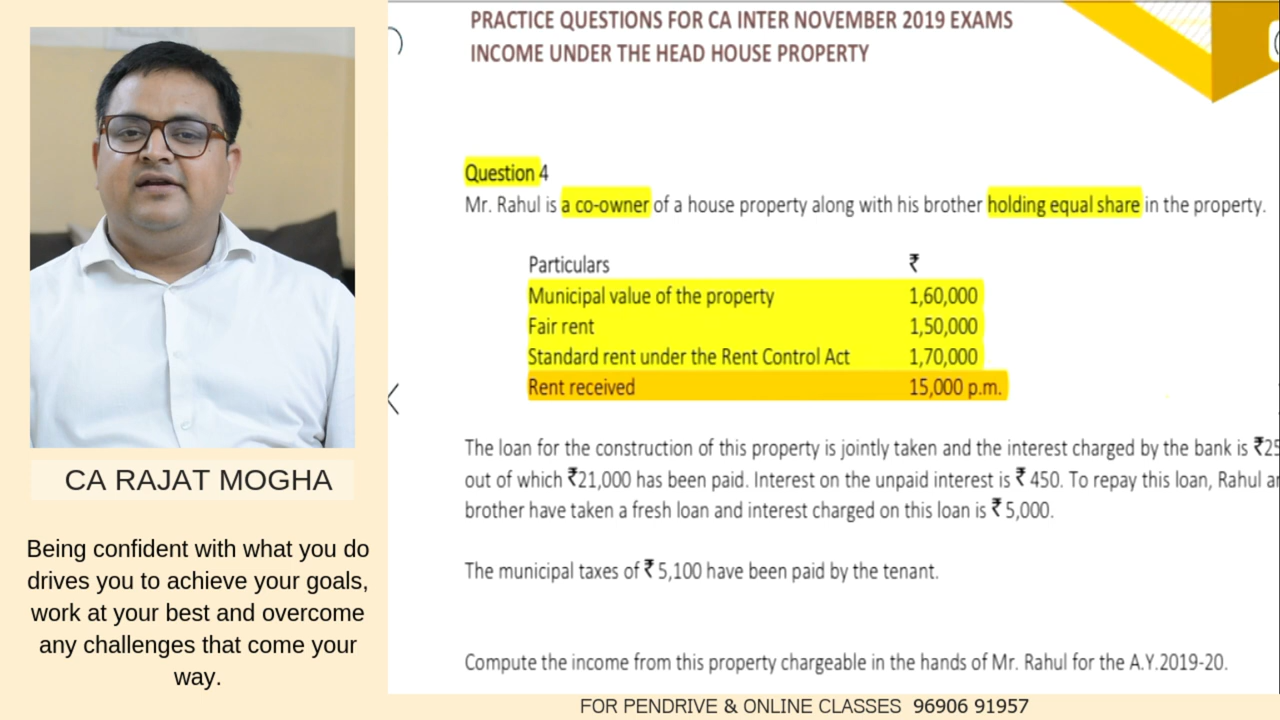 PRACTICE QUESTIONS FOR CA INTER NOVEMBER 2019 EXAMS
INCOME UNDER THE HEAD HOUSE PROPERTY
Question 4
Mr. Rahul is a co-owner of a house property along with his brother holding equal share in the property.
Particulars ₹
Municipal value of the property 1,60,000
Fair rent 1,50,000
Standard rent under the Rent Control Act 1,70,000
Rent received 15,000 p.m.
The loan for the construction of this property is jointly taken and the interest charged by the bank is ₹25
out of which ₹21,000 has been paid. Interest on the unpaid interest is ₹ 450. To repay this loan, Rahul
brother have taken a fresh loan and interest charged on this loan is ₹ 5,000.
The municipal taxes of ₹ 5,100 have been paid by the tenant.
Compute the income from this property chargeable in the hands of Mr. Rahul for the A.Y.2019-20.
CA RAJAT MOGHA
Being confident with what you do
drives you to achieve your goals,
work at your best and overcome
any challenges that come your
way.
FOR PENDRIVE & ONLINE CLASSES 96906 91957